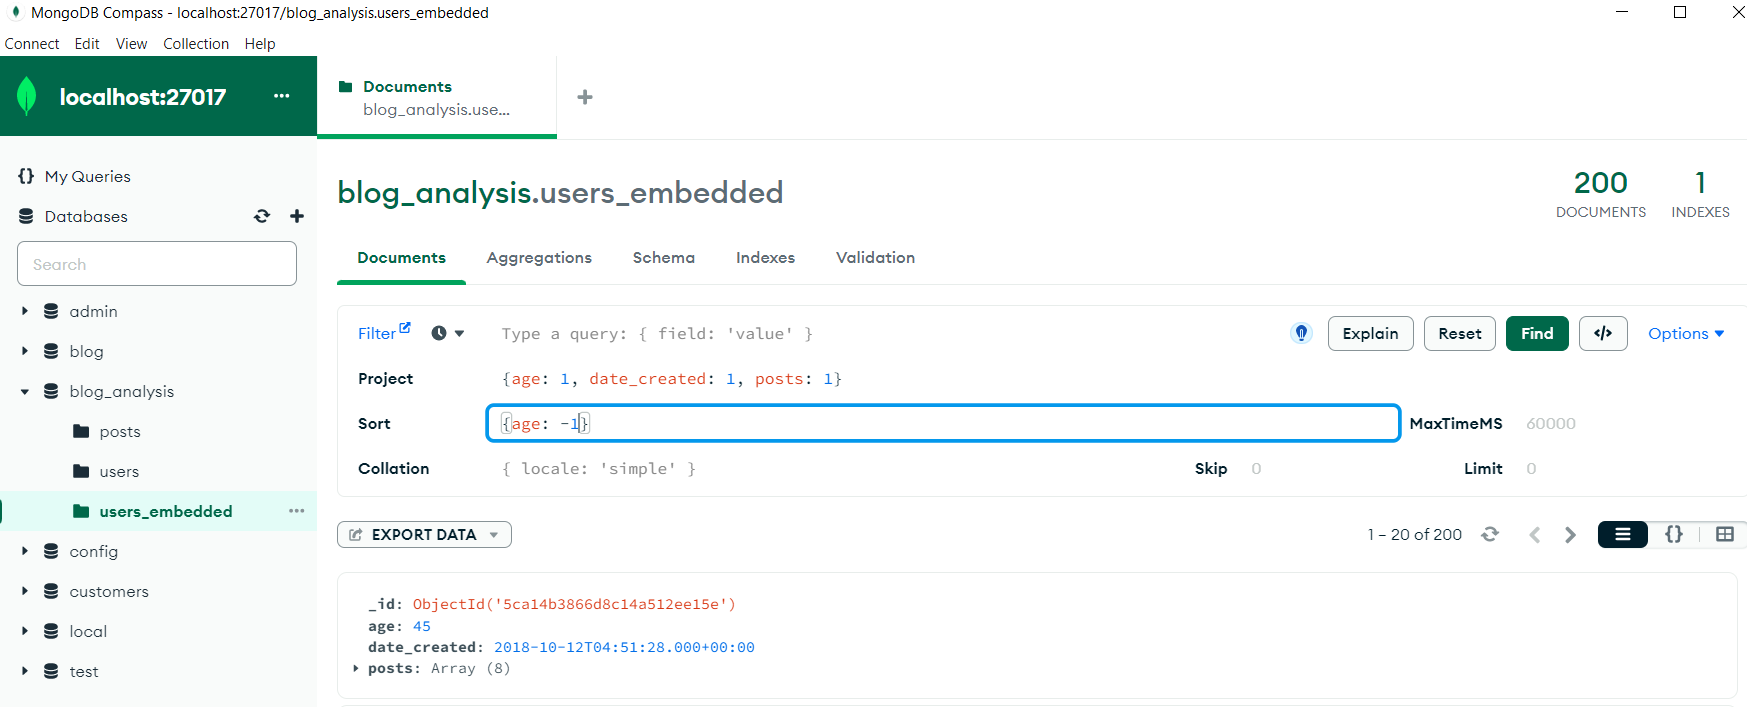 MongoDB Compass - localhost:27017/blog_analysis.users_embedded
Connect Edit View Collection Help
localhost:27017 ...
Documents
blog_analysis.use...
My Queries
Databases
Search
admin
blog
blog_analysis
posts
users
users_embedded ...
config
customers
local
test
blog_analysis.users_embedded
200
DOCUMENTS
1
INDEXES
Documents Aggregations Schema Indexes Validation
Filter Type a query: { field: 'value' } Explain Reset Find </> Options
Project {age: 1, date_created: 1, posts: 1}
Sort {age: -1} MaxTimeMS 60000
Collation { locale: 'simple' } Skip 0 Limit 0
EXPORT DATA 1 – 20 of 200 {}
_id: ObjectId('5ca14b3866d8c14a512ee15e')
age: 45
date_created: 2018-10-12T04:51:28.000+00:00
posts: Array (8)